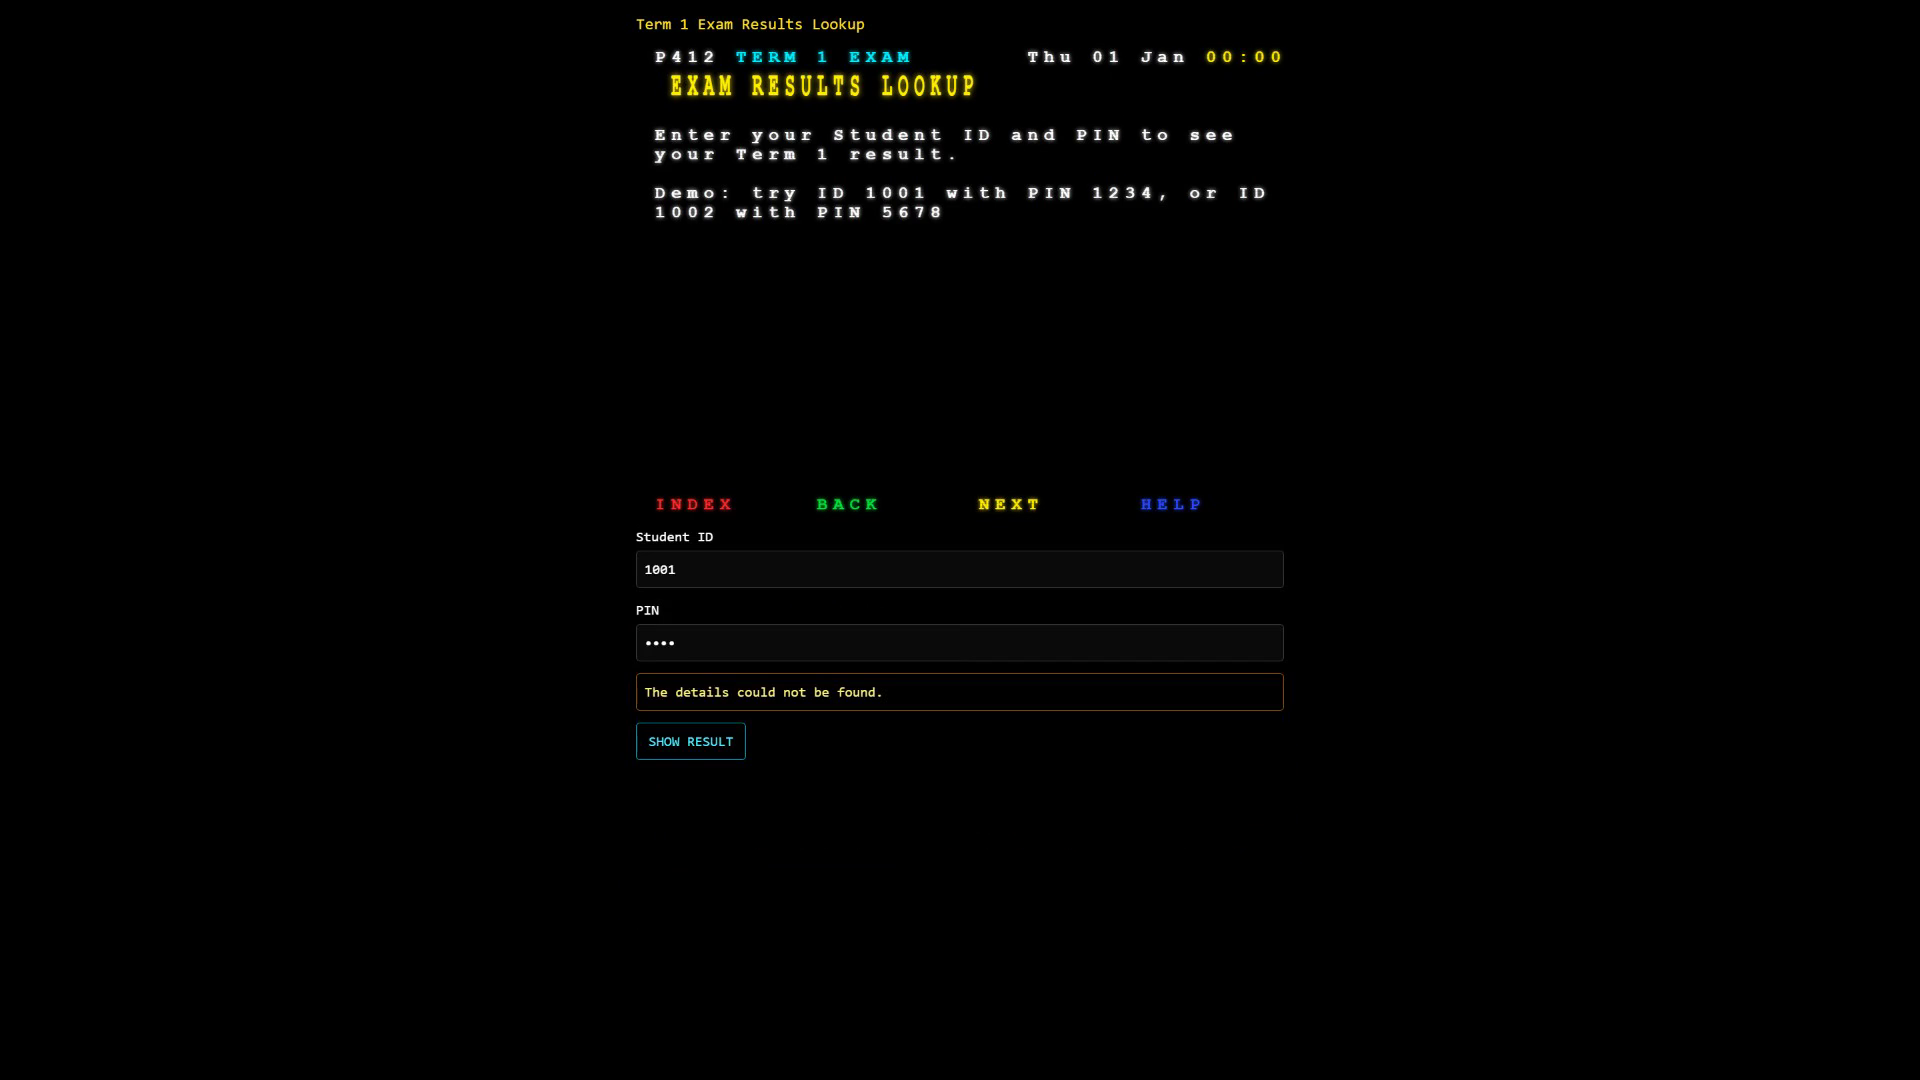 Term 1 Exam Results Lookup
P412 TERM 1 EXAM Thu 01 Jan 00:00
EXAM RESULTS LOOKUP
Enter your Student ID and PIN to see
your Term 1 result.
Demo: try ID 1001 with PIN 1234, or ID
1002 with PIN 5678
INDEX BACK NEXT HELP
Student ID
1001
PIN
••••
The details could not be found.
SHOW RESULT